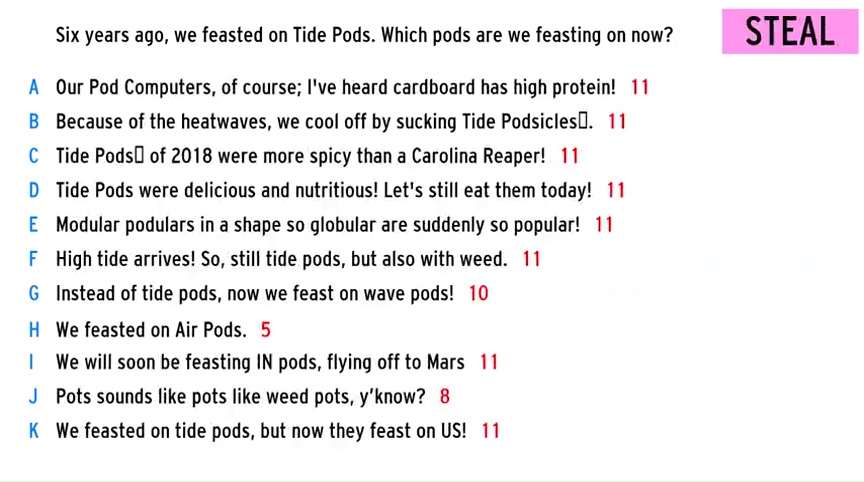 Six years ago, we feasted on Tide Pods. Which pods are we feasting on now?
STEAL
A Our Pod Computers, of course; I've heard cardboard has high protein! 11
B Because of the heatwaves, we cool off by sucking Tide Podsicles▯. 11
C Tide Pods▯ of 2018 were more spicy than a Carolina Reaper! 11
D Tide Pods were delicious and nutritious! Let's still eat them today! 11
E Modular podulars in a shape so globular are suddenly so popular! 11
F High tide arrives! So, still tide pods, but also with weed. 11
G Instead of tide pods, now we feast on wave pods! 10
H We feasted on Air Pods. 5
I We will soon be feasting IN pods, flying off to Mars 11
J Pots sounds like pots like weed pots, y’know? 8
K We feasted on tide pods, but now they feast on US! 11